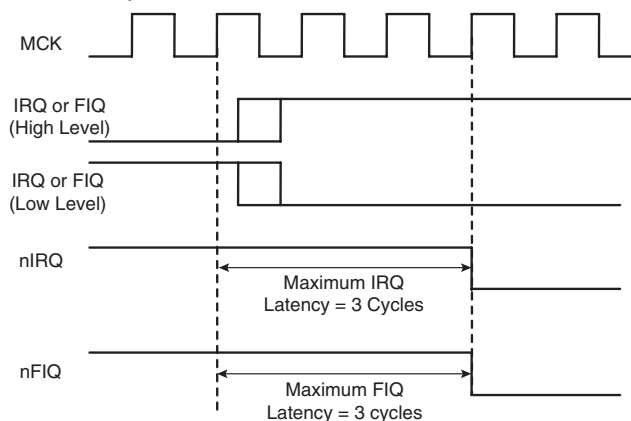 MCK
IRQ or FIQ
(High Level)
IRQ or FIQ
(Low Level)
nIRQ
Maximum IRQ
Latency = 3 Cycles
nFIQ
Maximum FIQ
Latency = 3 cycles